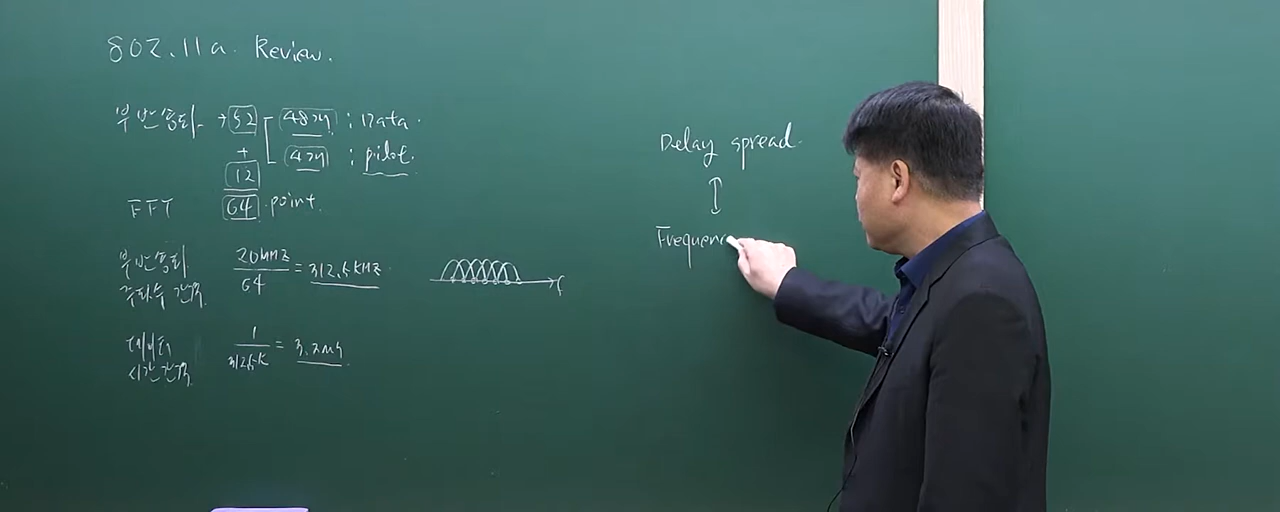 802.11a. Review.
부반송파 → 52 48개 : Data.
+ 4개 : pilot.
12
FFT 64 point.
부반송파 20MHz
주파수 간격. 64 = 312.5KHz
f
데이터 1
시간간격. 312.5K = 3.2μs
Delay spread.
↕
Frequenc